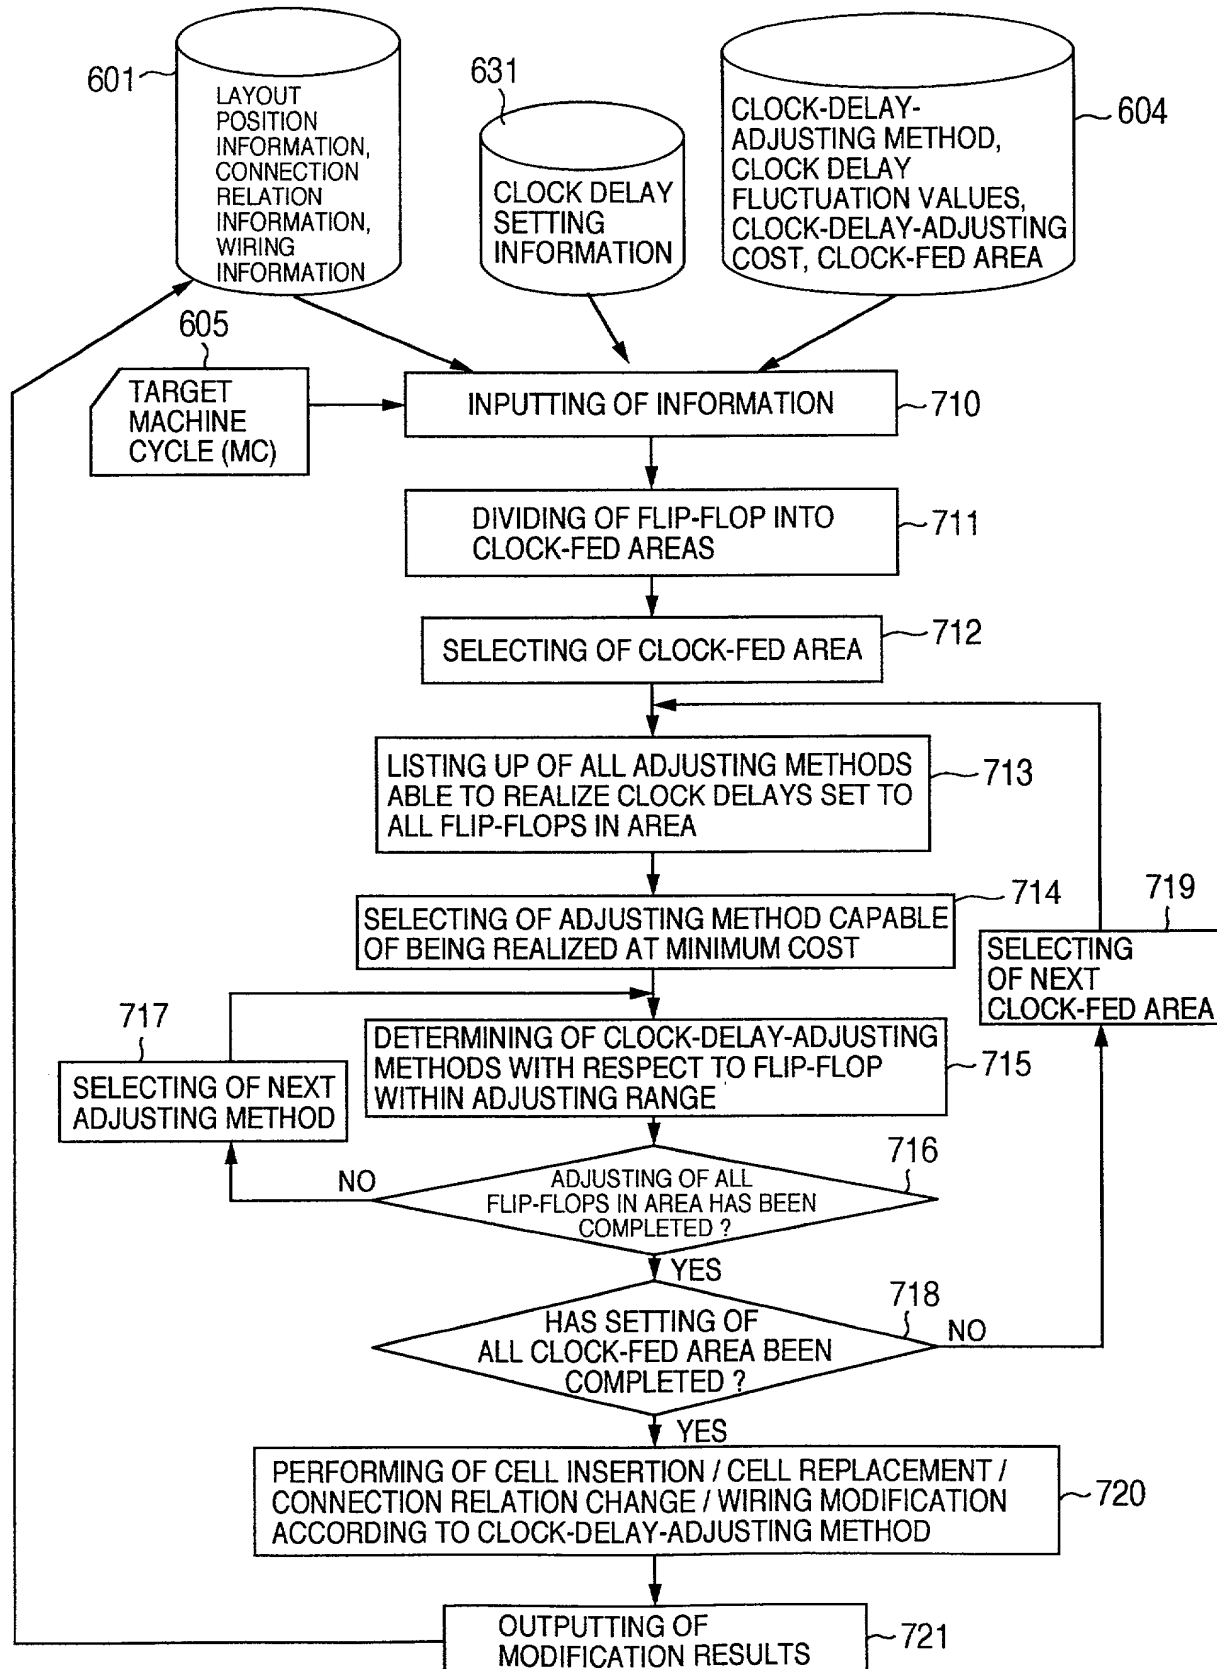 601
LAYOUT
POSITION
INFORMATION,
CONNECTION
RELATION
INFORMATION,
WIRING
INFORMATION
631
CLOCK DELAY
SETTING
INFORMATION
604
CLOCK-DELAY-
ADJUSTING METHOD,
CLOCK DELAY
FLUCTUATION VALUES,
CLOCK-DELAY-ADJUSTING
COST, CLOCK-FED AREA
605
TARGET
MACHINE
CYCLE (MC)
INPUTTING OF INFORMATION
710
DIVIDING OF FLIP-FLOP INTO
CLOCK-FED AREAS
711
SELECTING OF CLOCK-FED AREA
712
LISTING UP OF ALL ADJUSTING METHODS
ABLE TO REALIZE CLOCK DELAYS SET TO
ALL FLIP-FLOPS IN AREA
713
SELECTING OF ADJUSTING METHOD CAPABLE
OF BEING REALIZED AT MINIMUM COST
714
719
SELECTING
OF NEXT
CLOCK-FED AREA
717
SELECTING OF NEXT
ADJUSTING METHOD
DETERMINING OF CLOCK-DELAY-ADJUSTING
METHODS WITH RESPECT TO FLIP-FLOP
WITHIN ADJUSTING RANGE
715
716
NO
ADJUSTING OF ALL
FLIP-FLOPS IN AREA HAS BEEN
COMPLETED ?
YES
718
HAS SETTING OF
ALL CLOCK-FED AREA BEEN
COMPLETED ?
NO
YES
PERFORMING OF CELL INSERTION / CELL REPLACEMENT /
CONNECTION RELATION CHANGE / WIRING MODIFICATION
ACCORDING TO CLOCK-DELAY-ADJUSTING METHOD
720
OUTPUTTING OF
MODIFICATION RESULTS
721